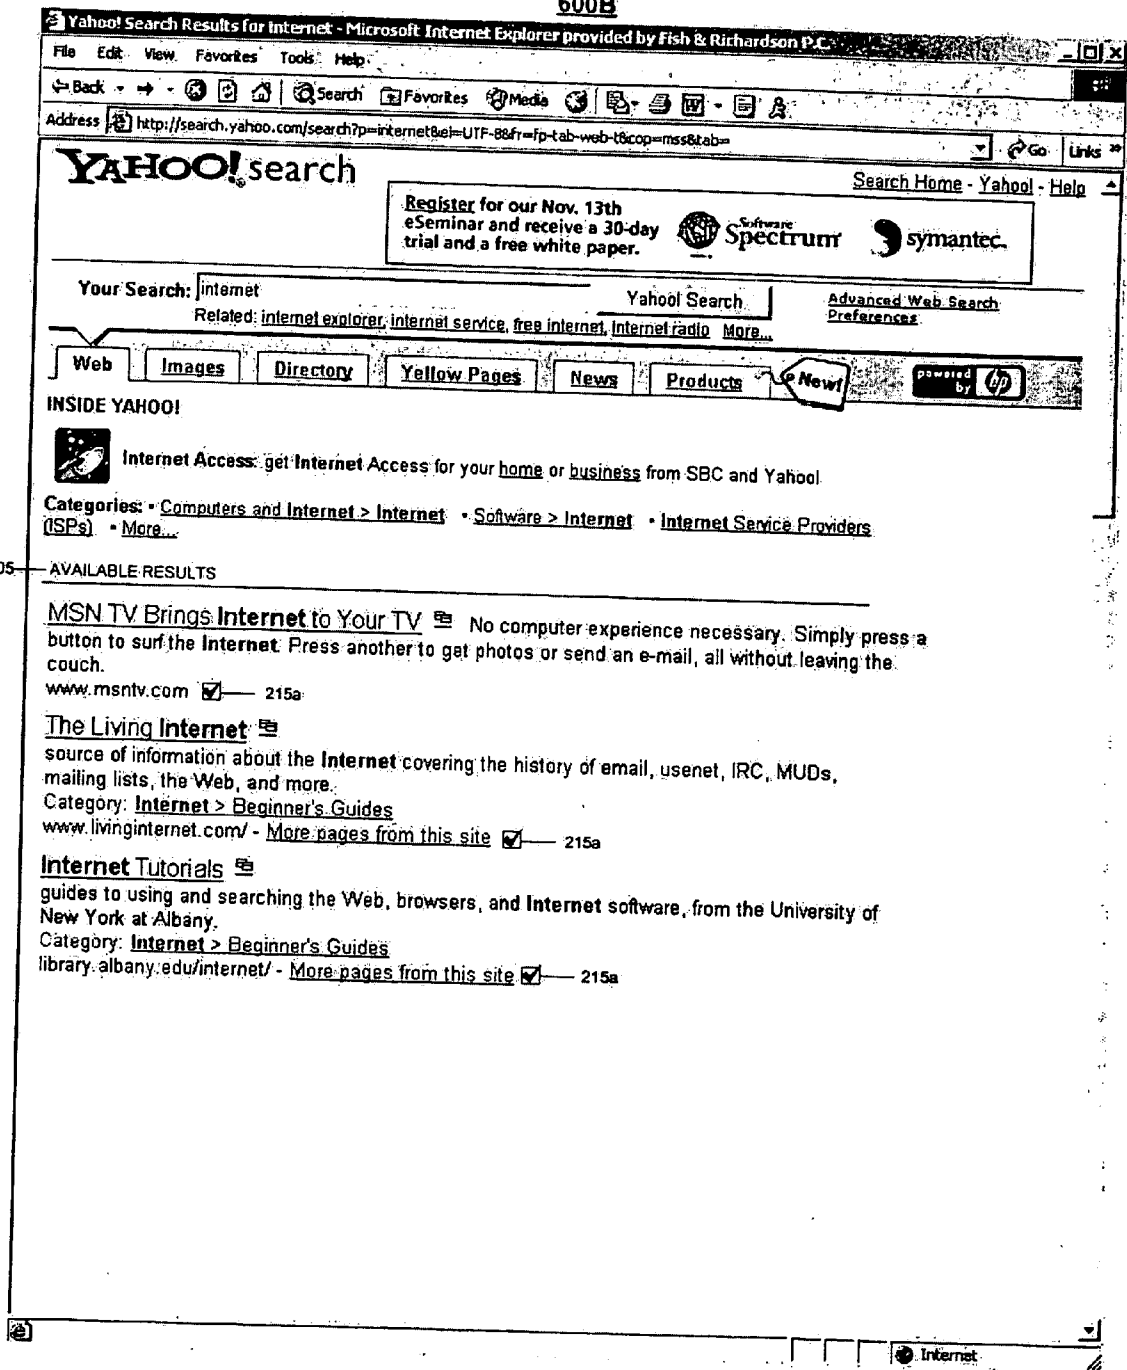 600B
Yahoo! Search Results for internet - Microsoft Internet Explorer provided by Fish & Richardson P.C.
File Edit View Favorites Tools Help
Back Search Favorites Media
Address http://search.yahoo.com/search?p=internet&ei=UTF-8&fr=fp-tab-web-t&cop=mss&tab= Go Links »
YAHOO! search
Search Home - Yahoo! - Help
Register for our Nov. 13th
eSeminar and receive a 30-day
trial and a free white paper.
Software Spectrum
symantec.
Your Search: internet Yahoo! Search Advanced Web Search
Preferences
Related: internet explorer, internet service, free internet, internet radio More...
Web Images Directory Yellow Pages News Products New! powered by hp
INSIDE YAHOO!
Internet Access: get Internet Access for your home or business from SBC and Yahoo!
Categories: • Computers and Internet > Internet • Software > Internet • Internet Service Providers
(ISPs) • More...
05 AVAILABLE RESULTS
MSN TV Brings Internet to Your TV No computer experience necessary. Simply press a
button to surf the Internet. Press another to get photos or send an e-mail, all without leaving the
couch.
www.msntv.com 215a
The Living Internet
source of information about the Internet covering the history of email, usenet, IRC, MUDs,
mailing lists, the Web, and more.
Category: Internet > Beginner's Guides
www.livinginternet.com/ - More pages from this site 215a
Internet Tutorials
guides to using and searching the Web, browsers, and Internet software, from the University of
New York at Albany.
Category: Internet > Beginner's Guides
library.albany.edu/internet/ - More pages from this site 215a
Internet